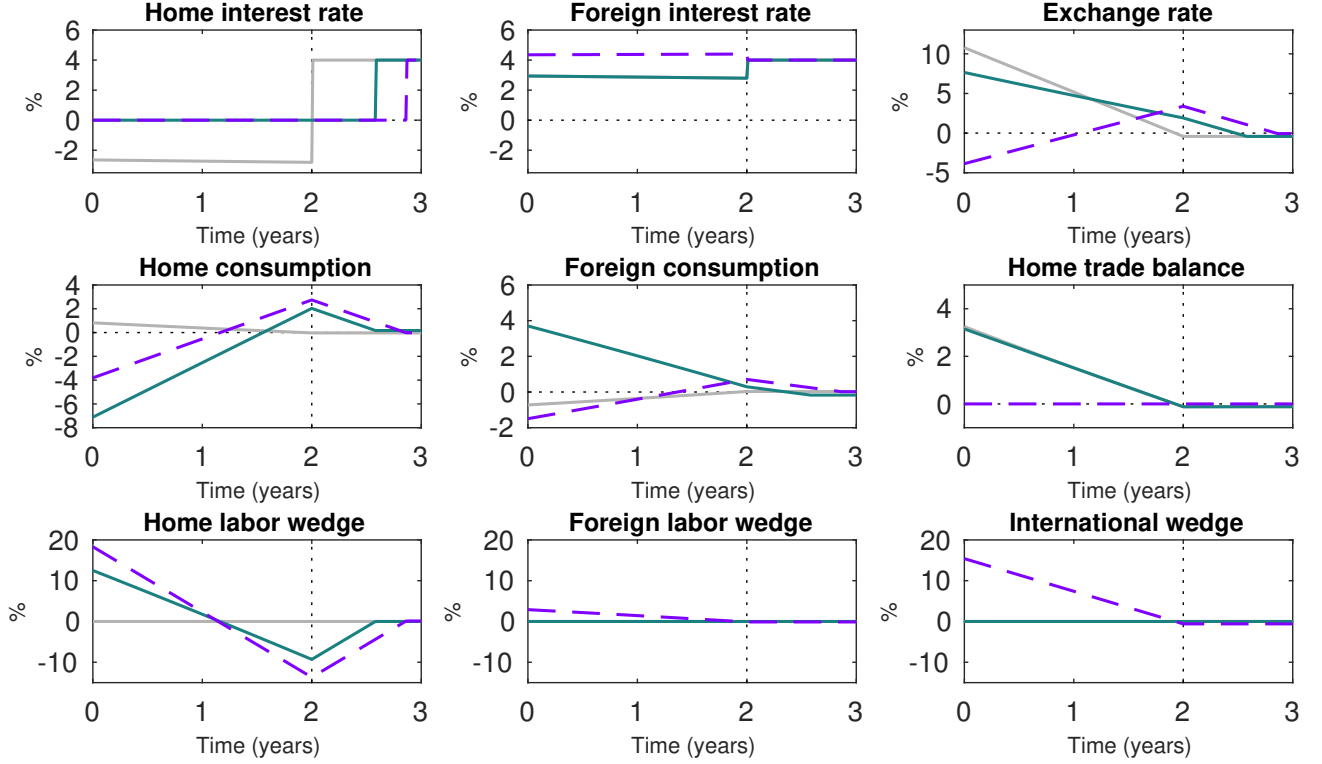 Home interest rate
6
4
2
0
-2
%
0 1 2 3
Time (years)
Foreign interest rate
6
4
2
0
-2
%
0 1 2 3
Time (years)
Exchange rate
10
5
0
-5
%
0 1 2 3
Time (years)
Home consumption
4
2
0
-2
-4
-6
-8
%
0 1 2 3
Time (years)
Foreign consumption
6
4
2
0
-2
%
0 1 2 3
Time (years)
Home trade balance
4
2
0
%
0 1 2 3
Time (years)
Home labor wedge
20
10
0
-10
%
0 1 2 3
Time (years)
Foreign labor wedge
20
10
0
-10
%
0 1 2 3
Time (years)
International wedge
20
10
0
-10
%
0 1 2 3
Time (years)